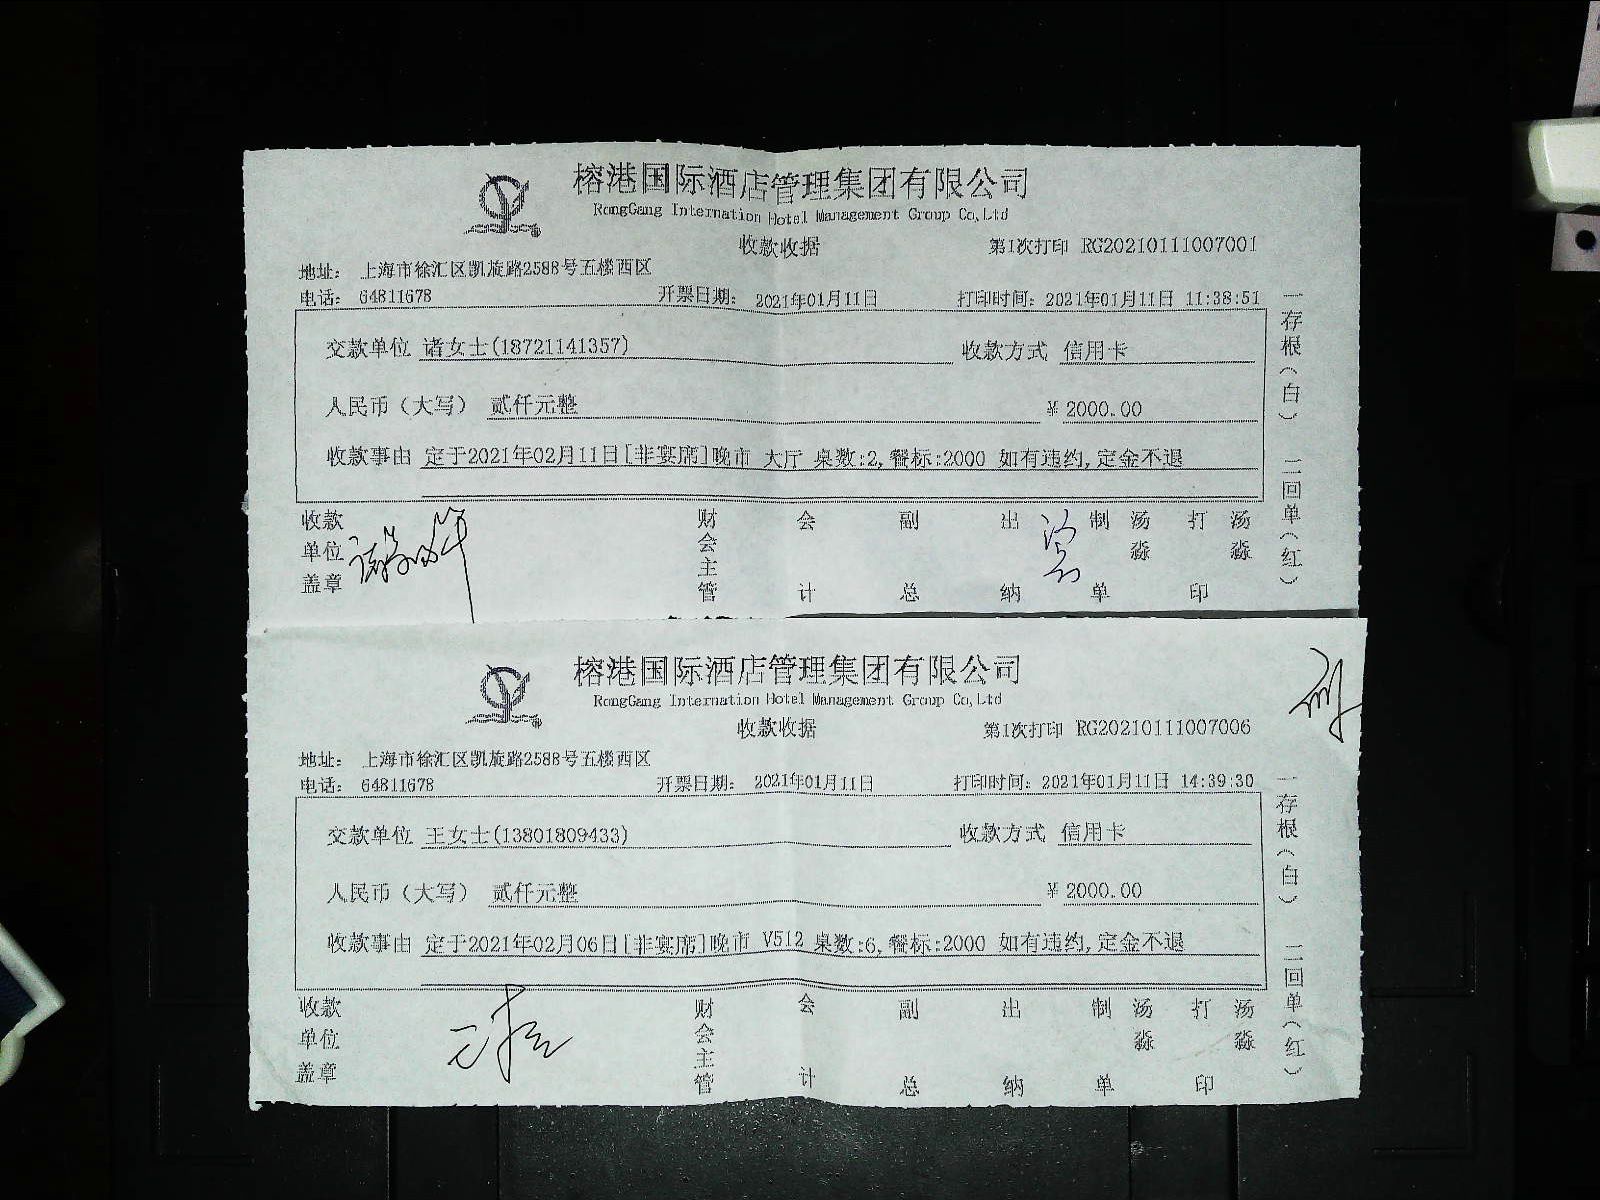 榕港国际酒店管理集团有限公司
RongGang Internation Hotel Management Group Co,Ltd
收款收据 第1次打印 RG20210111007001
地址： 上海市徐汇区凯旋路2588号五楼西区
电话： 64811678 开票日期： 2021年01月11日 打印时间：2021年01月11日 11:38:51
交款单位 诸女士(18721141357) 收款方式 信用卡
人民币（大写） 贰仟元整 ¥ 2000.00
收款事由 定于2021年02月11日[非宴席]晚市 大厅 桌数:2,餐标:2000 如有违约,定金不退
收款单位盖章 财会主管 会计 副总 出纳 制单 汤淼 打印 汤淼
一存根（白） 二回单（红）
榕港国际酒店管理集团有限公司
RongGang Internation Hotel Management Group Co,Ltd
收款收据 第1次打印 RG20210111007006
地址： 上海市徐汇区凯旋路2588号五楼西区
电话： 64811678 开票日期： 2021年01月11日 打印时间：2021年01月11日 14:39:30
交款单位 王女士(13801809433) 收款方式 信用卡
人民币（大写） 贰仟元整 ¥ 2000.00
收款事由 定于2021年02月06日[非宴席]晚市 V512 桌数:6,餐标:2000 如有违约,定金不退
收款单位盖章 财会主管 会计 副总 出纳 制单 汤淼 打印 汤淼
一存根（白） 二回单（红）